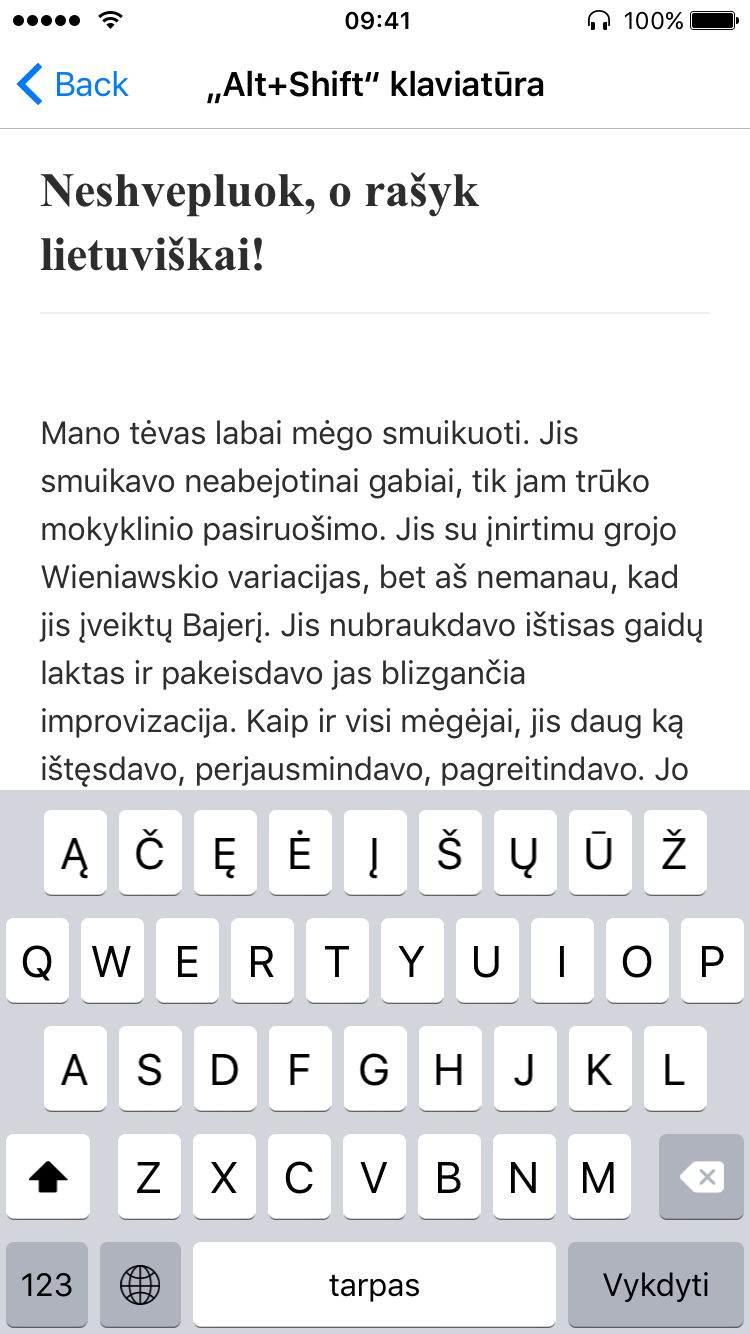 09:41 100%
Back „Alt+Shift“ klaviatūra
Neshvepluok, o rašyk
lietuviškai!
Mano tėvas labai mėgo smuikuoti. Jis
smuikavo neabejotinai gabiai, tik jam trūko
mokyklinio pasiruošimo. Jis su įnirtimu grojo
Wieniawskio variacijas, bet aš nemanau, kad
jis įveiktų Bajerį. Jis nubraukdavo ištisas gaidų
laktas ir pakeisdavo jas blizgančia
improvizacija. Kaip ir visi mėgėjai, jis daug ką
ištęsdavo, perjausmindavo, pagreitindavo. Jo
Ą Č Ę Ė Į Š Ų Ū Ž
Q W E R T Y U I O P
A S D F G H J K L
Z X C V B N M
123 tarpas Vykdyti